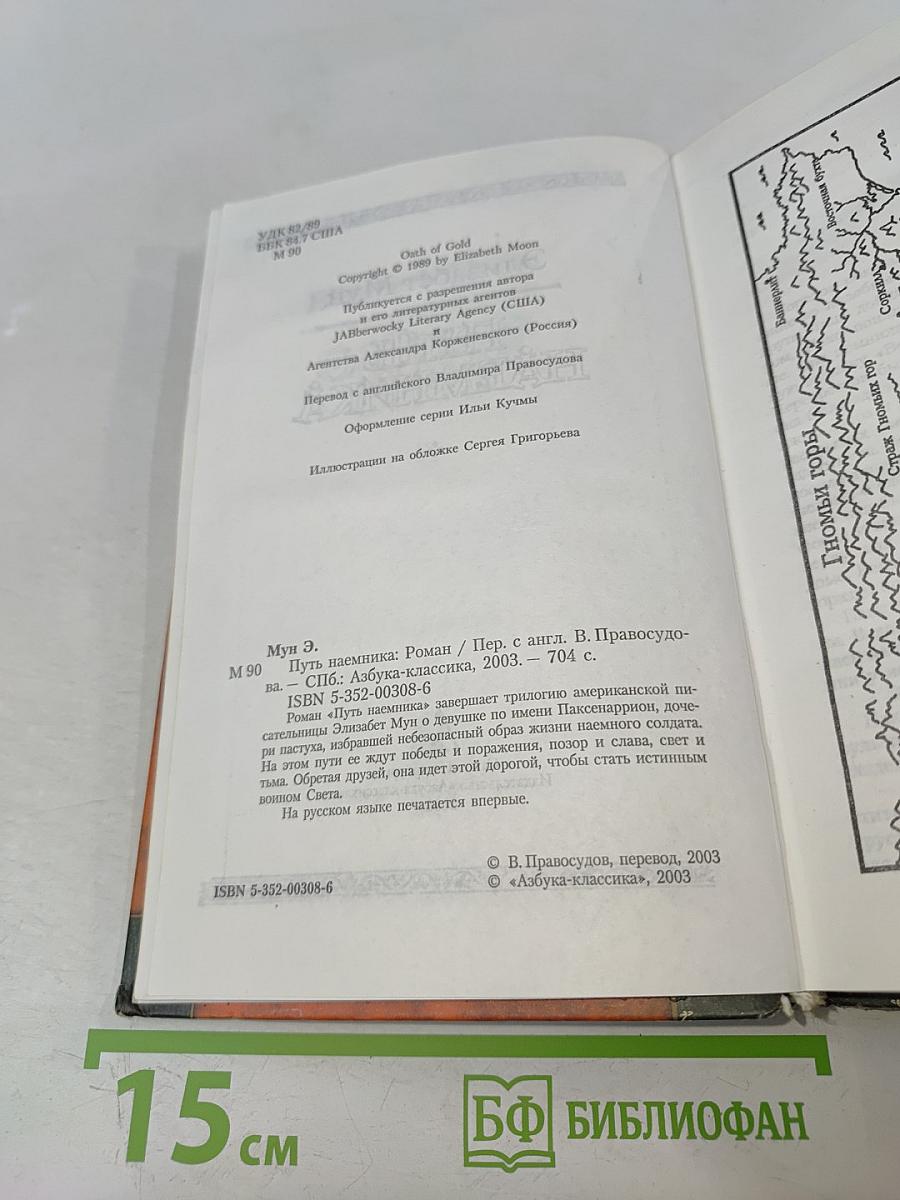 УДК 82/89
ББК 84.7 США
М 90
Oath of Gold
Copyright © 1989 by Elizabeth Moon
Публикуется с разрешения автора
и его литературных агентов
JABberwocky Literary Agency (США)
и
Агентства Александра Корженевского (Россия)
Перевод с английского Владимира Правосудова
Оформление серии Ильи Кучмы
Иллюстрации на обложке Сергея Григорьева
Мун Э.
М 90 Путь наемника: Роман / Пер. с англ. В. Правосудо-
ва. — СПб.: Азбука-классика, 2003. — 704 с.
ISBN 5-352-00308-6
Роман «Путь наемника» завершает трилогию американской пи-
сательницы Элизабет Мун о девушке по имени Паксенаррион, доче-
ри пастуха, избравшей небезопасный образ жизни наемного солдата.
На этом пути ее ждут победы и поражения, позор и слава, свет и
тьма. Обретая друзей, она идет этой дорогой, чтобы стать истинным
воином Света.
На русском языке печатается впервые.
© В. Правосудов, перевод, 2003
ISBN 5-352-00308-6 © «Азбука-классика», 2003
Восточная бухта
Соркилл
Гномьи горы
Страж Гномьих гор
15 см
БФ БИБЛИОФАН